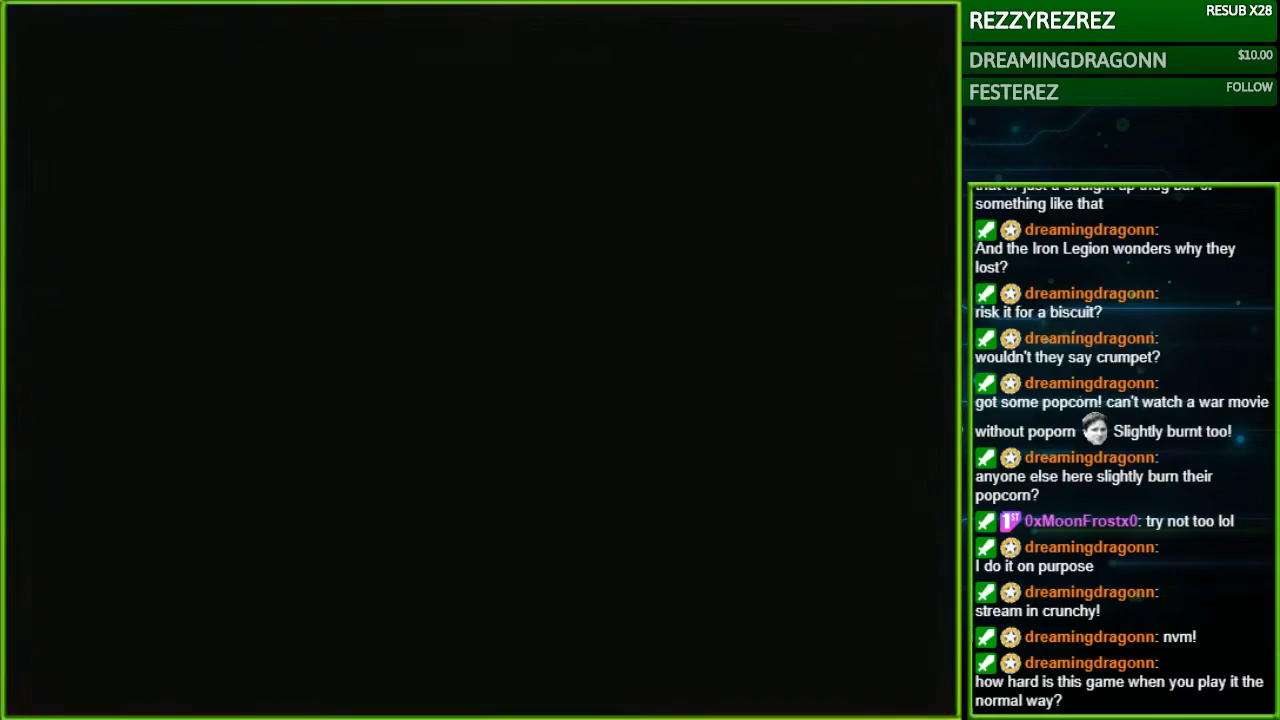 REZZYREZREZ RESUB X28
DREAMINGDRAGONN $10.00
FESTEREZ FOLLOW
something like that
dreamingdragonn:
And the Iron Legion wonders why they
lost?
dreamingdragonn:
risk it for a biscuit?
dreamingdragonn:
wouldn't they say crumpet?
dreamingdragonn:
got some popcorn! can't watch a war movie
without poporn Slightly burnt too!
dreamingdragonn:
anyone else here slightly burn their
popcorn?
1ST 0xMoonFrostx0: try not too lol
dreamingdragonn:
I do it on purpose
dreamingdragonn:
stream in crunchy!
dreamingdragonn: nvm!
dreamingdragonn:
how hard is this game when you play it the
normal way?